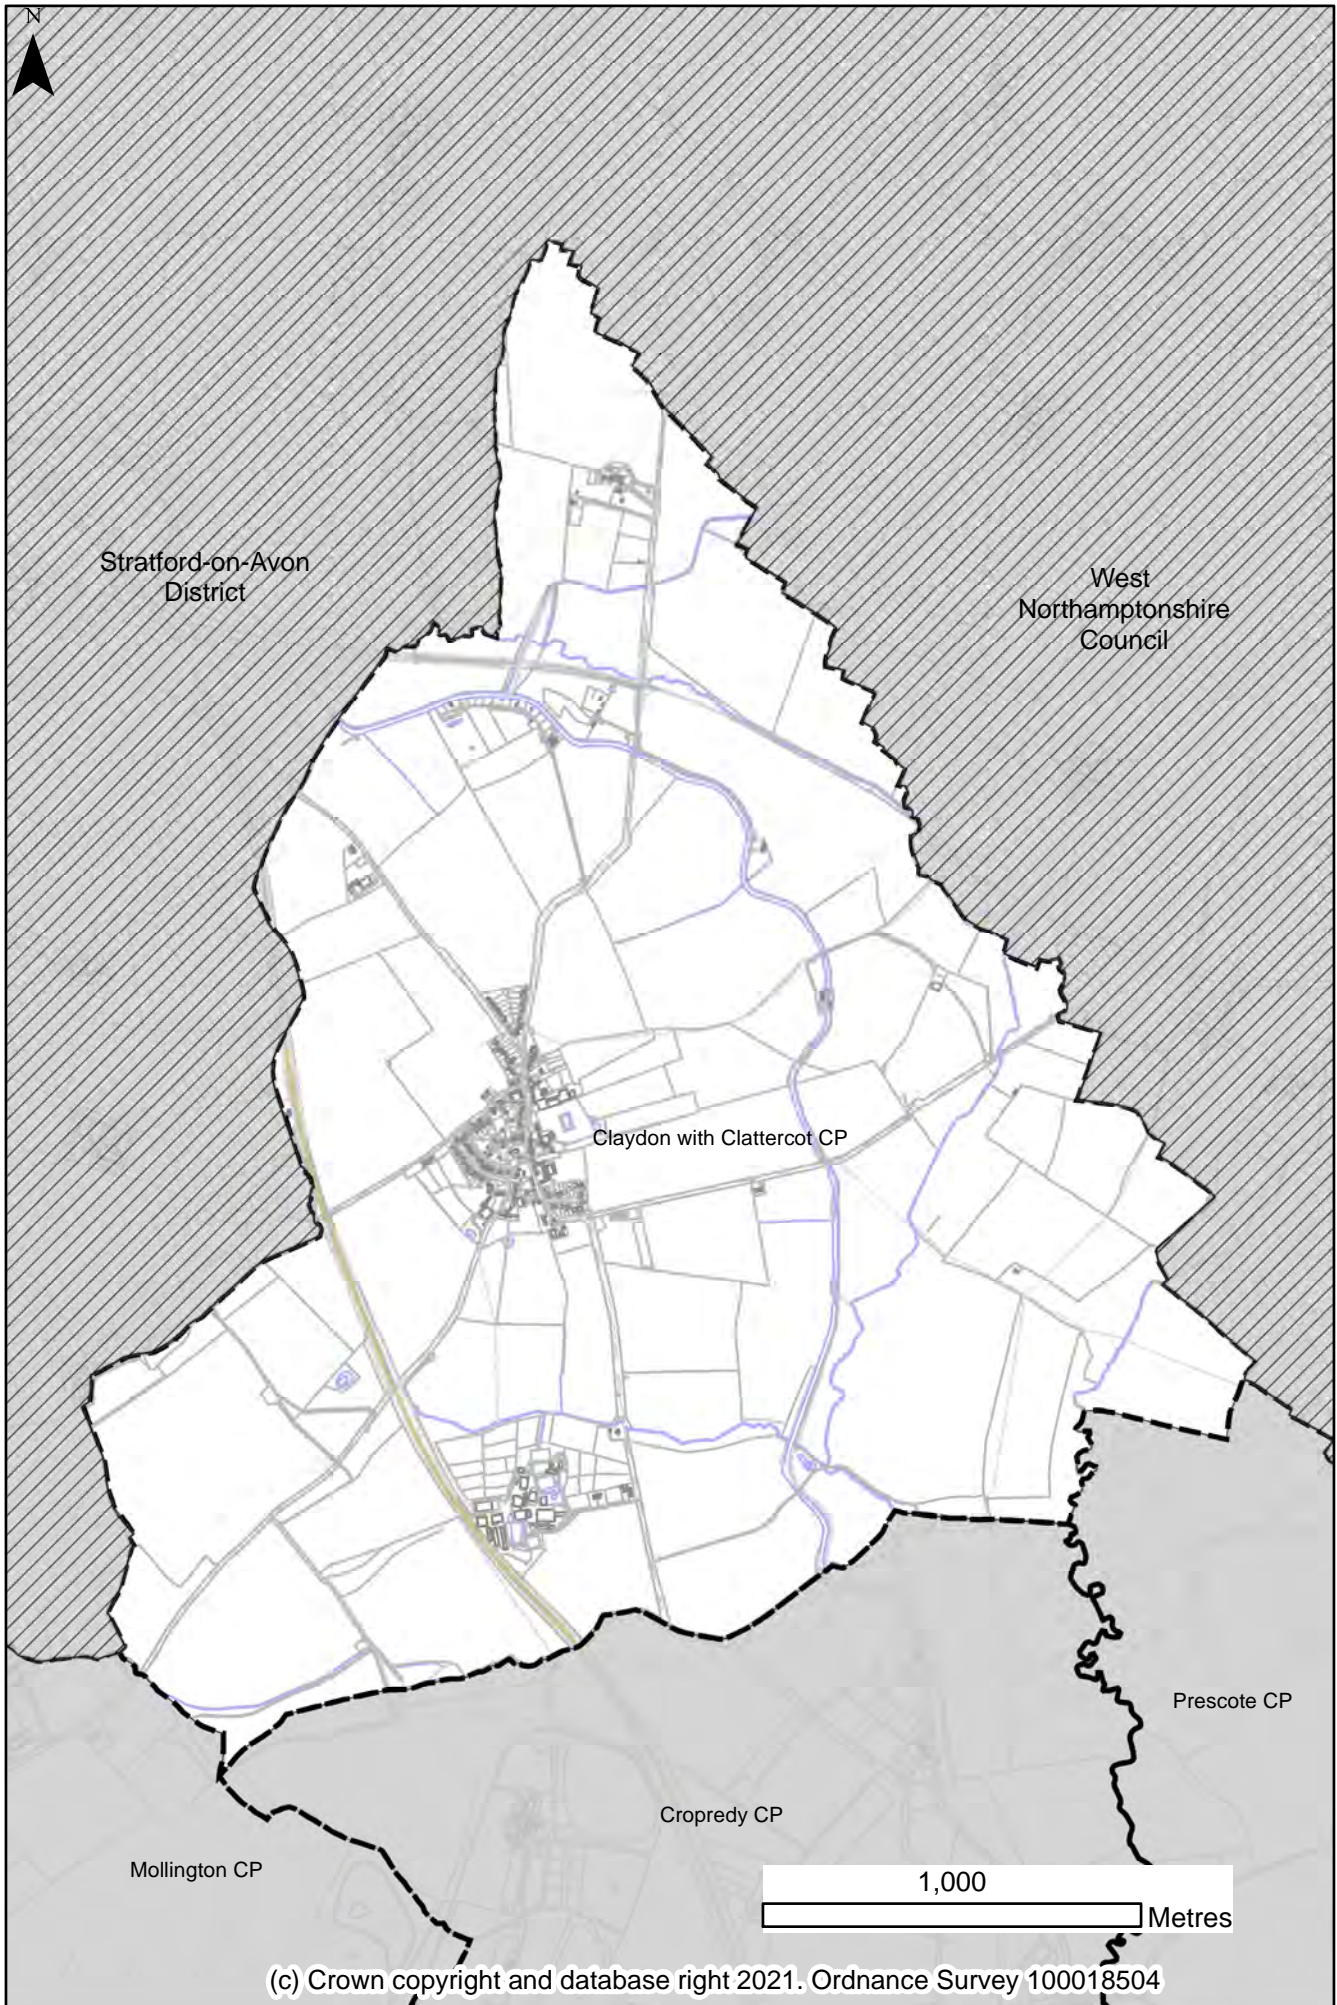 N
Stratford-on-Avon
District
West
Northamptonshire
Council
Claydon with Clattercot CP
Prescote CP
Cropredy CP
Mollington CP
1,000
Metres
(c) Crown copyright and database right 2021. Ordnance Survey 100018504